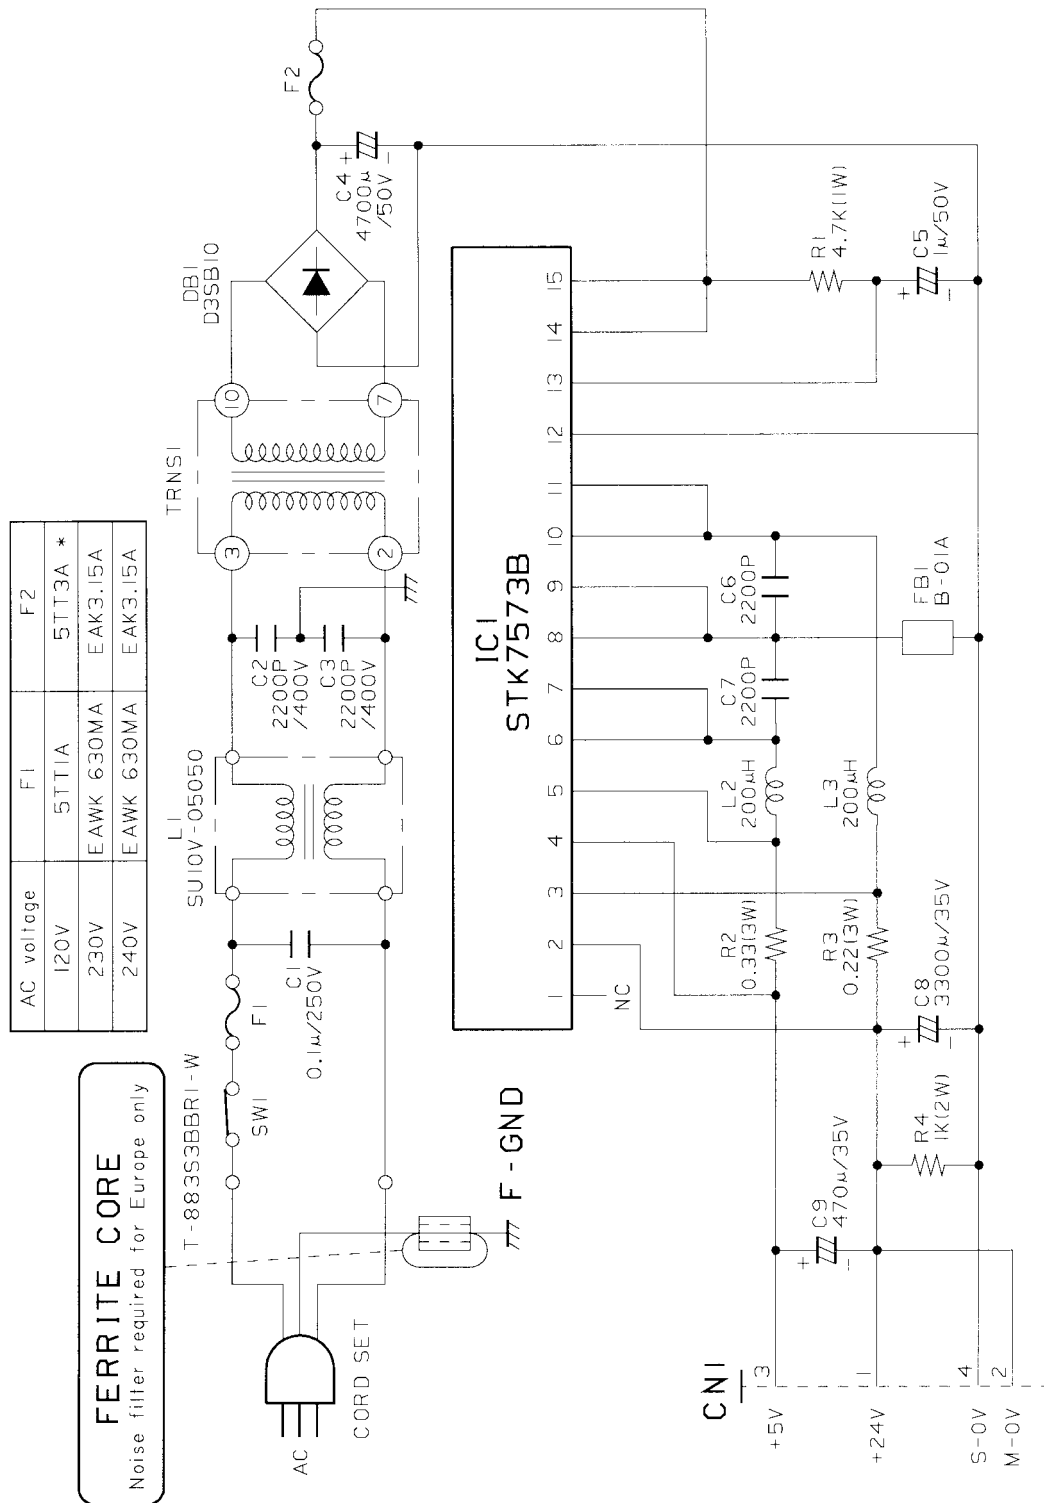 AC voltage F1 F2
120V 5TT1A 5TT3A *
230V EAWK 630MA EAK3.15A
240V EAWK 630MA EAK3.15A
FERRITE CORE
Noise filter required for Europe only
AC
CORD SET
T-883S3BBR1-W
SW1
F1
C1
0.1μ/250V
L1
SU10V-05050
C2
2200P
/400V
C3
2200P
/400V
TRNS1
3
2
10
7
DB1
D3SB10
C4
4700μ
/50V
+
-
F2
F-GND
IC1
STK7573B
1
2
3
4
5
6
7
8
9
10
11
12
13
14
15
NC
R2
0.33(3W)
R3
0.22(3W)
L2
200μH
L3
200μH
C7
2200P
C6
2200P
FB1
B-01A
R1
4.7K(1W)
C5
1μ/50V
+
-
C8
3300μ/35V
+
-
R4
1K(2W)
C9
470μ/35V
+
-
CN1
+5V 3
+24V 1
S-0V 4
M-0V 2